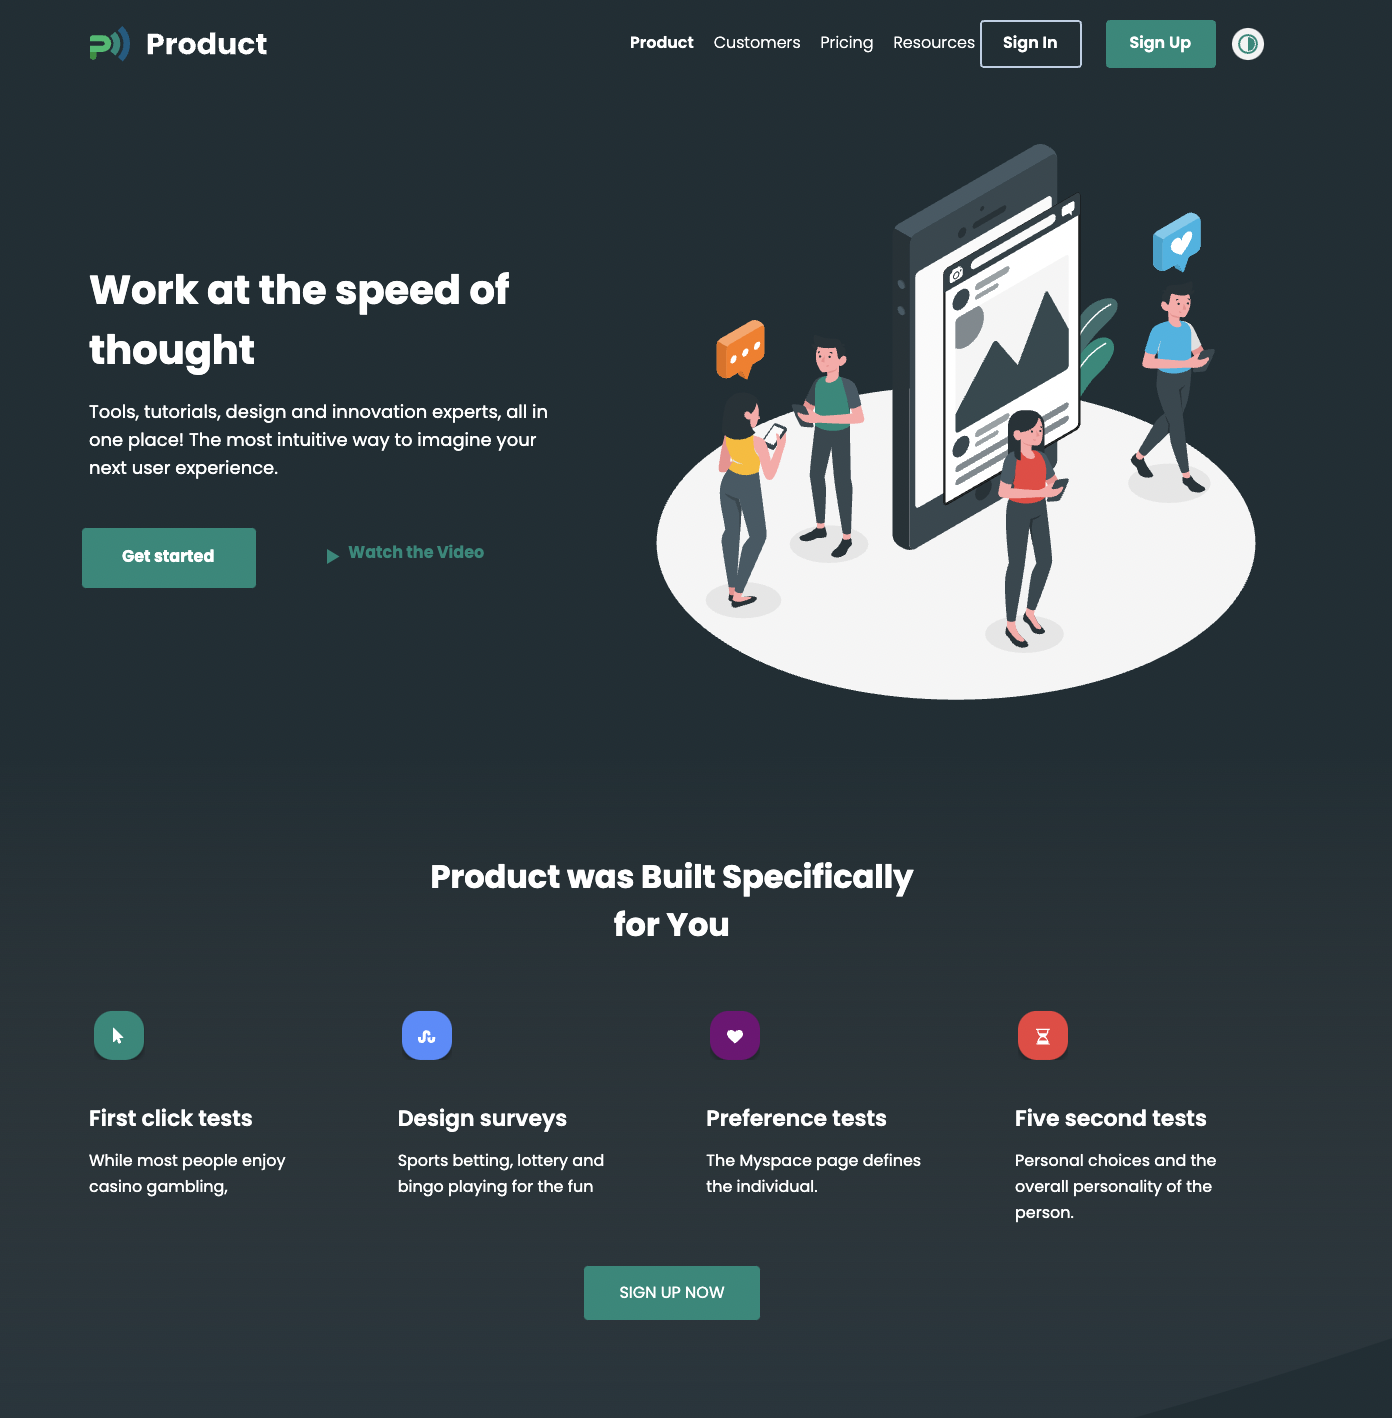 Product
Product Customers Pricing Resources Sign In Sign Up
Work at the speed of
thought
Tools, tutorials, design and innovation experts, all in
one place! The most intuitive way to imagine your
next user experience.
Get started
Watch the Video
Product was Built Specifically
for You
First click tests
While most people enjoy
casino gambling,
Design surveys
Sports betting, lottery and
bingo playing for the fun
Preference tests
The Myspace page defines
the individual.
Five second tests
Personal choices and the
overall personality of the
person.
SIGN UP NOW